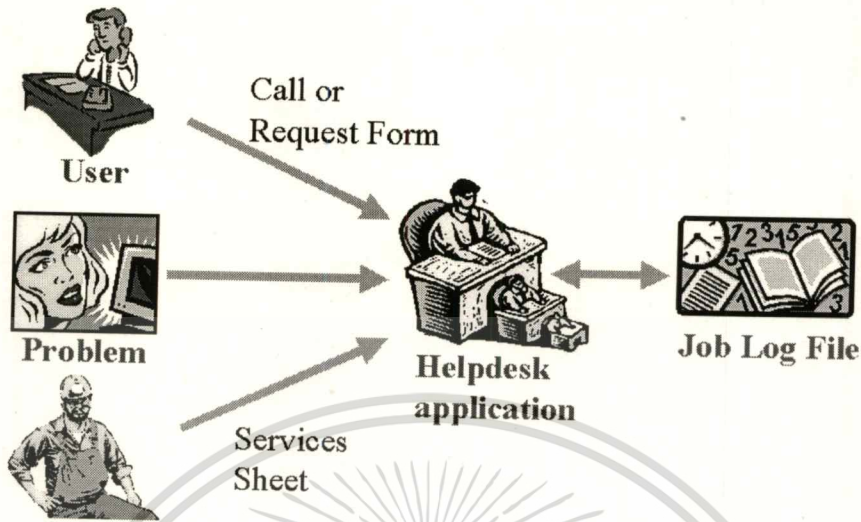 Call or
Request Form
User
Problem
Helpdesk
application
Job Log File
Services
Sheet